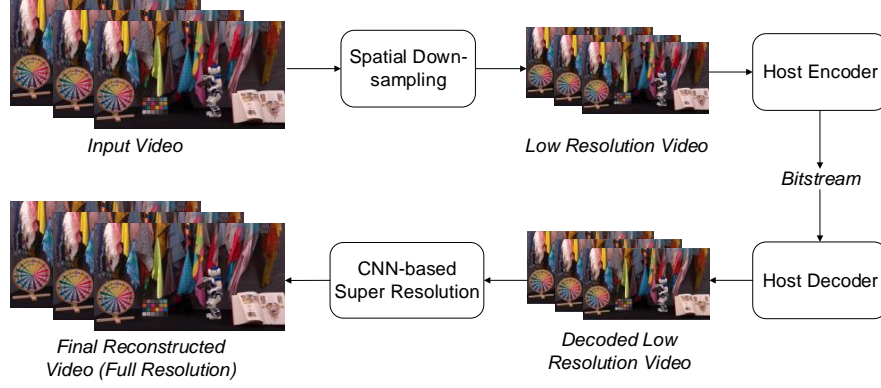 Spatial Down-
sampling
Host Encoder
Input Video
Low Resolution Video
Bitstream
CNN-based
Super Resolution
Host Decoder
Final Reconstructed
Video (Full Resolution)
Decoded Low
Resolution Video